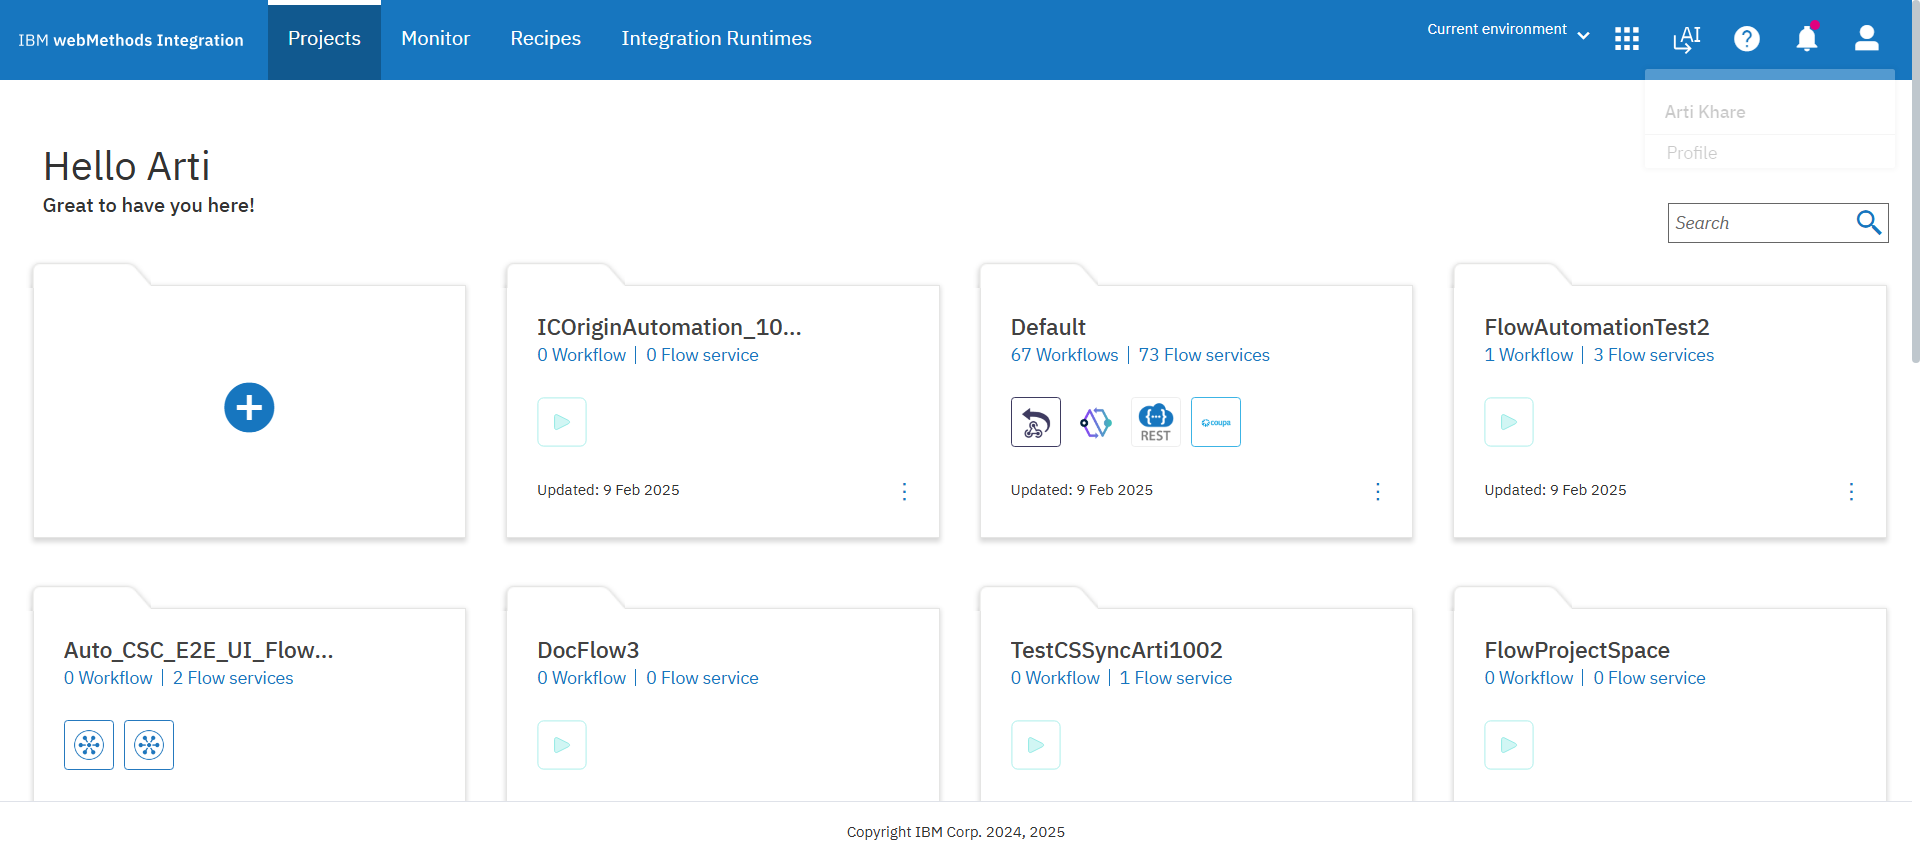 IBM webMethods Integration
Projects
Monitor
Recipes
Integration Runtimes
Current environment
AI
?
Arti Khare
Profile
Hello Arti
Great to have you here!
Search
ICOriginAutomation_10...
0 Workflow | 0 Flow service
Updated: 9 Feb 2025
Default
67 Workflows | 73 Flow services
{...}
REST
coupa
Updated: 9 Feb 2025
FlowAutomationTest2
1 Workflow | 3 Flow services
Updated: 9 Feb 2025
Auto_CSC_E2E_UI_Flow...
0 Workflow | 2 Flow services
DocFlow3
0 Workflow | 0 Flow service
TestCSSyncArti1002
0 Workflow | 1 Flow service
FlowProjectSpace
0 Workflow | 0 Flow service
Copyright IBM Corp. 2024, 2025